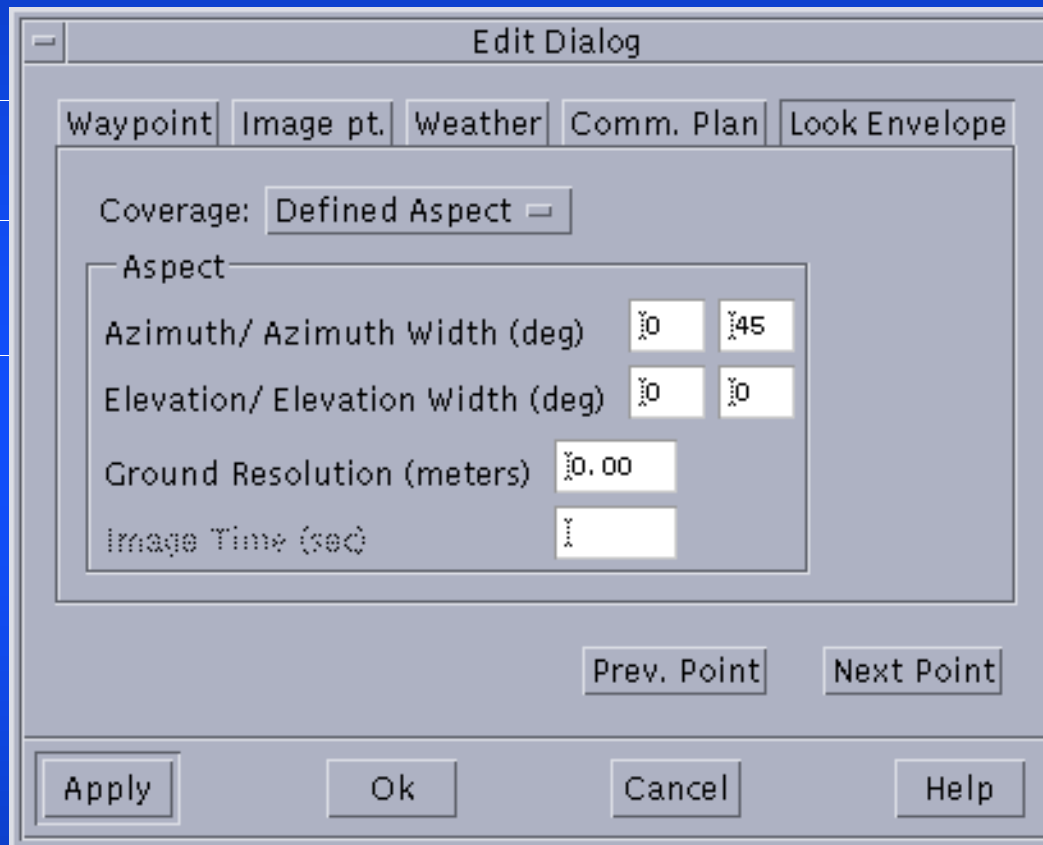 Edit Dialog
Waypoint Image pt. Weather Comm. Plan Look Envelope
Coverage: Defined Aspect
Aspect
Azimuth/ Azimuth Width (deg) 0 45
Elevation/ Elevation Width (deg) 0 0
Ground Resolution (meters) 0.00
Image Time (sec)
Prev. Point Next Point
Apply Ok Cancel Help